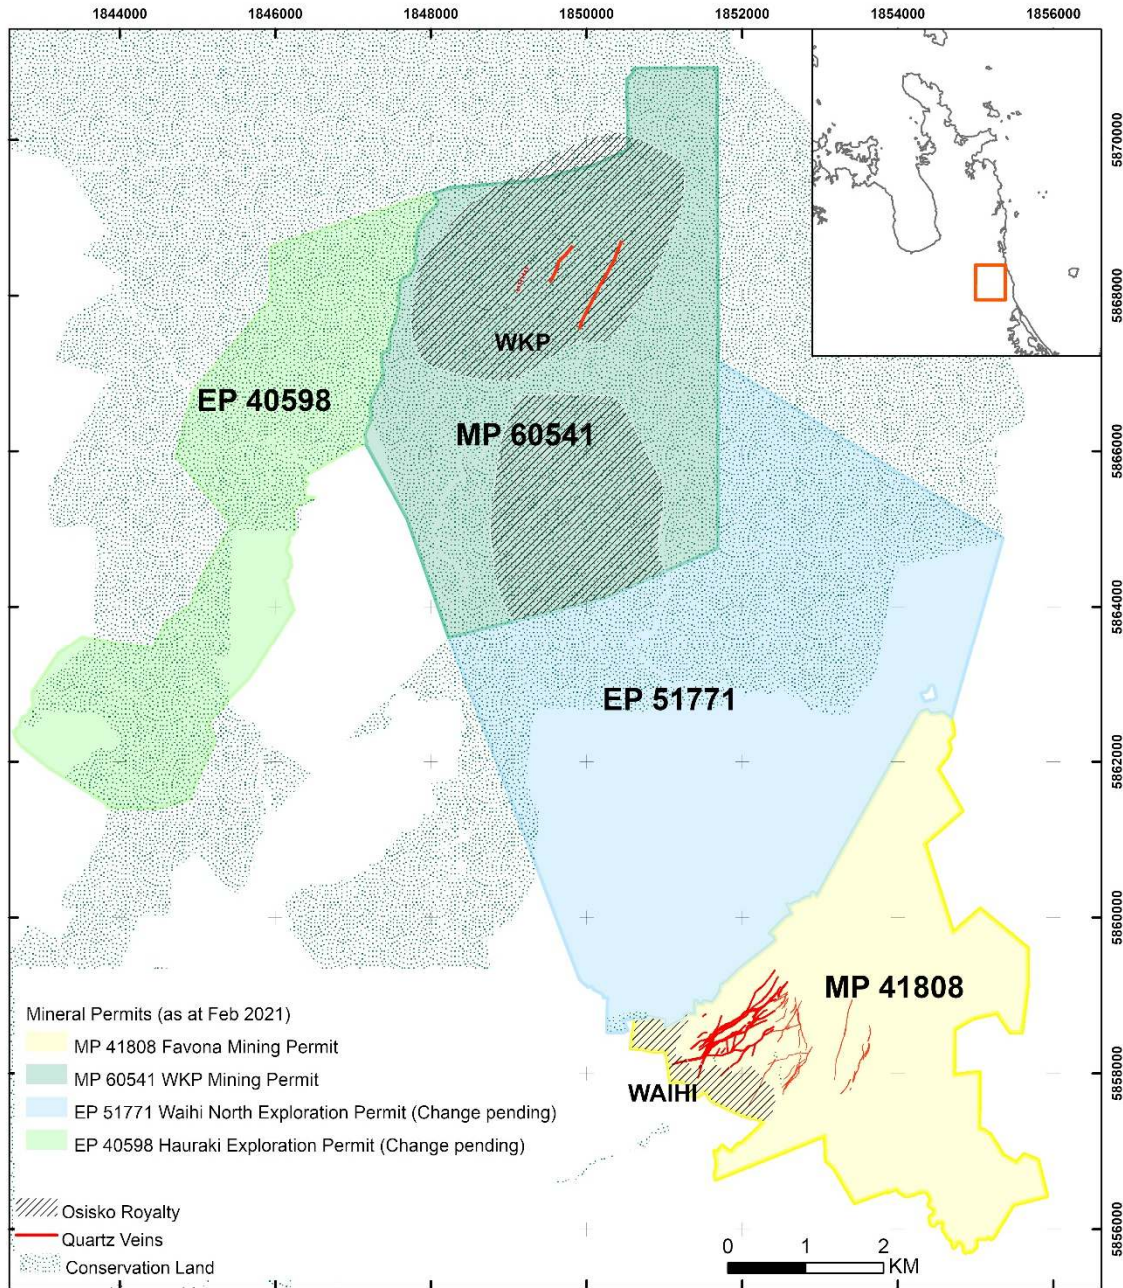 1844000 1846000 1848000 1850000 1852000 1854000 1856000
5870000
5868000
5866000
5864000
5862000
5860000
5858000
5856000
WKP
EP 40598
MP 60541
EP 51771
MP 41808
WAIHI
Mineral Permits (as at Feb 2021)
MP 41808 Favona Mining Permit
MP 60541 WKP Mining Permit
EP 51771 Waihi North Exploration Permit (Change pending)
EP 40598 Hauraki Exploration Permit (Change pending)
Osisko Royalty
Quartz Veins
Conservation Land
0 1 2
KM